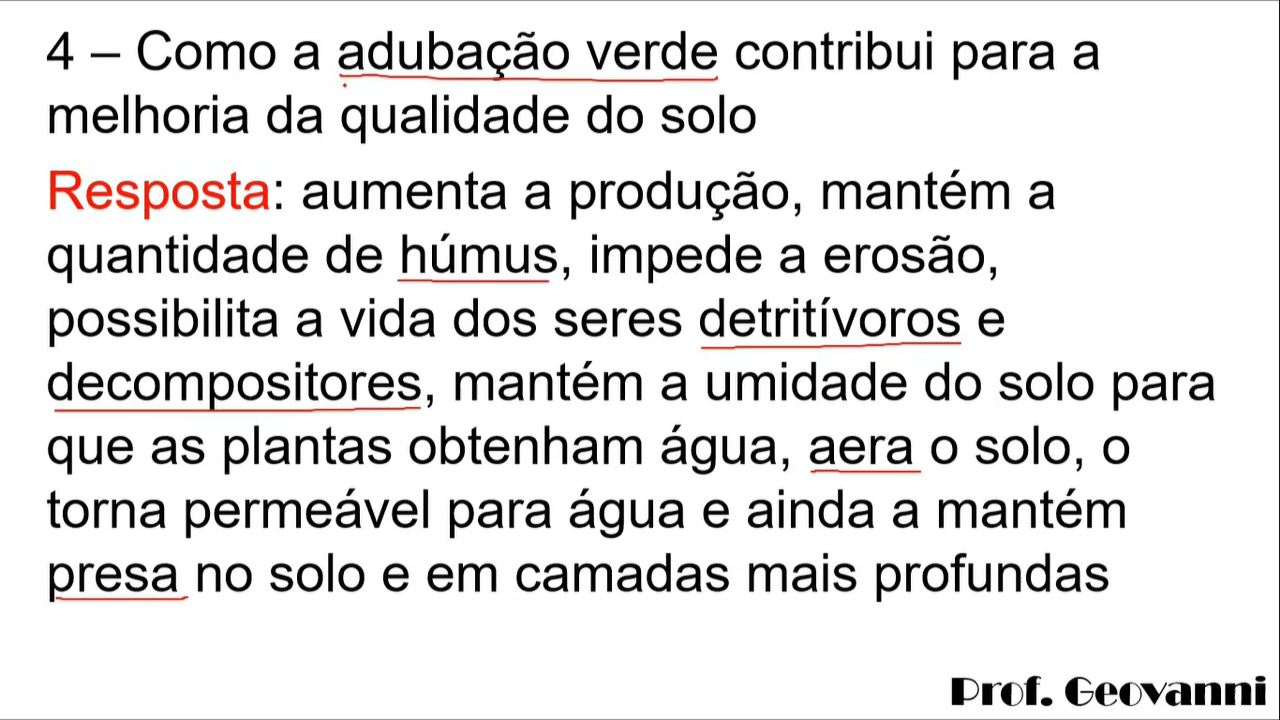 4 – Como a adubação verde contribui para a
melhoria da qualidade do solo
Resposta: aumenta a produção, mantém a
quantidade de húmus, impede a erosão,
possibilita a vida dos seres detritívoros e
decompositores, mantém a umidade do solo para
que as plantas obtenham água, aera o solo, o
torna permeável para água e ainda a mantém
presa no solo e em camadas mais profundas
Prof. Geovanni